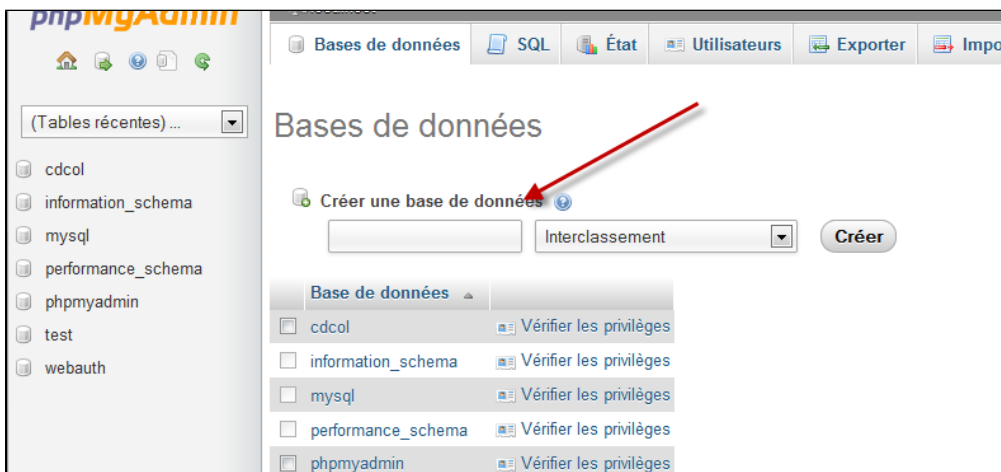 phpMyAdmin
(Tables récentes) ...
cdcol
information_schema
mysql
performance_schema
phpmyadmin
test
webauth
Bases de données
SQL
État
Utilisateurs
Exporter
Bases de données
Créer une base de données
Interclassement
Créer
Base de données
cdcol Vérifier les privilèges
information_schema Vérifier les privilèges
mysql Vérifier les privilèges
performance_schema Vérifier les privilèges
phpmyadmin Vérifier les privilèges